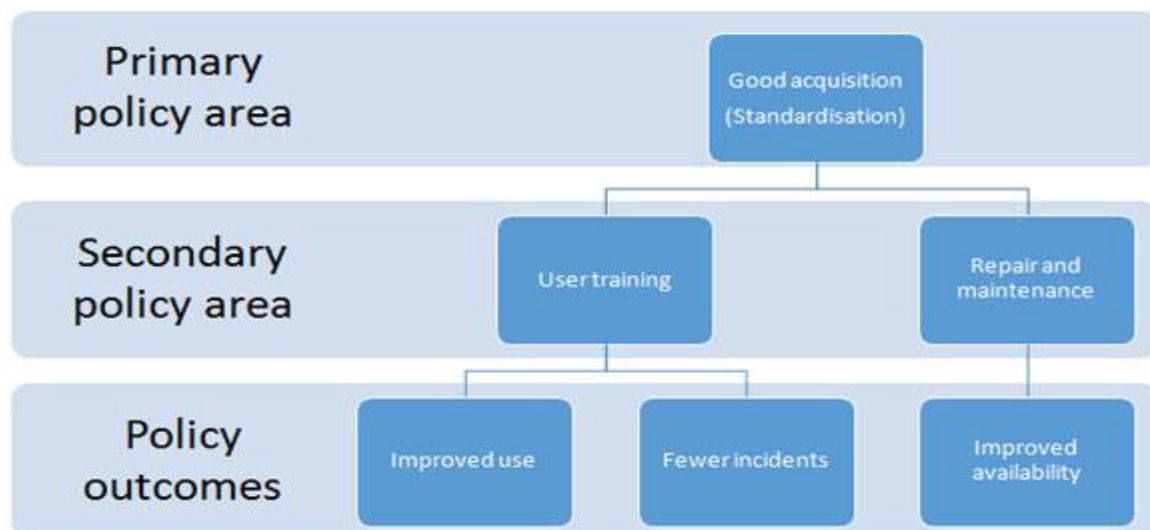 Primary
policy area
Good acquisition
(Standardisation)
Secondary
policy area
User training
Repair and
maintenance
Policy
outcomes
Improved use
Fewer incidents
Improved
availability